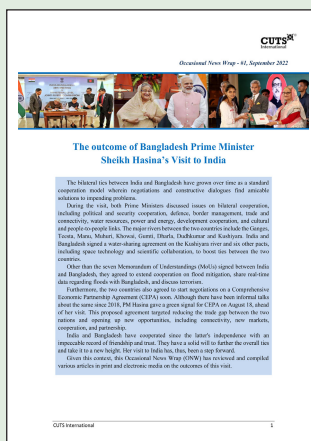 CUTS
International
Occasional News Wrap - #1, September 2022
The outcome of Bangladesh Prime Minister
Sheikh Hasina's Visit to India
The bilateral ties between India and Bangladesh have grown over time as a standard
cooperation model wherein negotiations and constructive dialogues find amicable
solutions to impending problems.
During the visit, both Prime Ministers discussed issues on bilateral cooperation,
including political and security cooperation, defence, border management, trade and
connectivity, water resources, power and energy, development cooperation, and cultural
and people-to-people links. The major rivers between the two countries include the Ganges,
Teesta, Manu, Muhuri, Khowai, Gumti, Dharla, Dudhkumar and Kushiyara. India and
Bangladesh signed a water-sharing agreement on the Kushiyara river and six other pacts,
including space technology and scientific collaboration, to boost ties between the two
countries.
Other than the seven Memorandum of Understandings (MoUs) signed between India
and Bangladesh, they agreed to extend cooperation on flood mitigation, share real-time
data regarding floods with Bangladesh, and discuss terrorism.
Furthermore, the two countries also agreed to start negotiations on a Comprehensive
Economic Partnership Agreement (CEPA) soon. Although there have been informal talks
about the same since 2018, PM Hasina gave a green signal for CEPA on August 18, ahead
of her visit. This proposed agreement targeted reducing the trade gap between the two
nations and opening up new opportunities, including connectivity, new markets,
cooperation, and partnership.
India and Bangladesh have cooperated since the latter's independence with an
impeccable record of friendship and trust. They have a solid will to further the overall ties
and take it to a new height. Her visit to India has, thus, been a step forward.
Given this context, this Occasional News Wrap (ONW) has reviewed and compiled
various articles in print and electronic media on the outcomes of this visit.
CUTS International 1